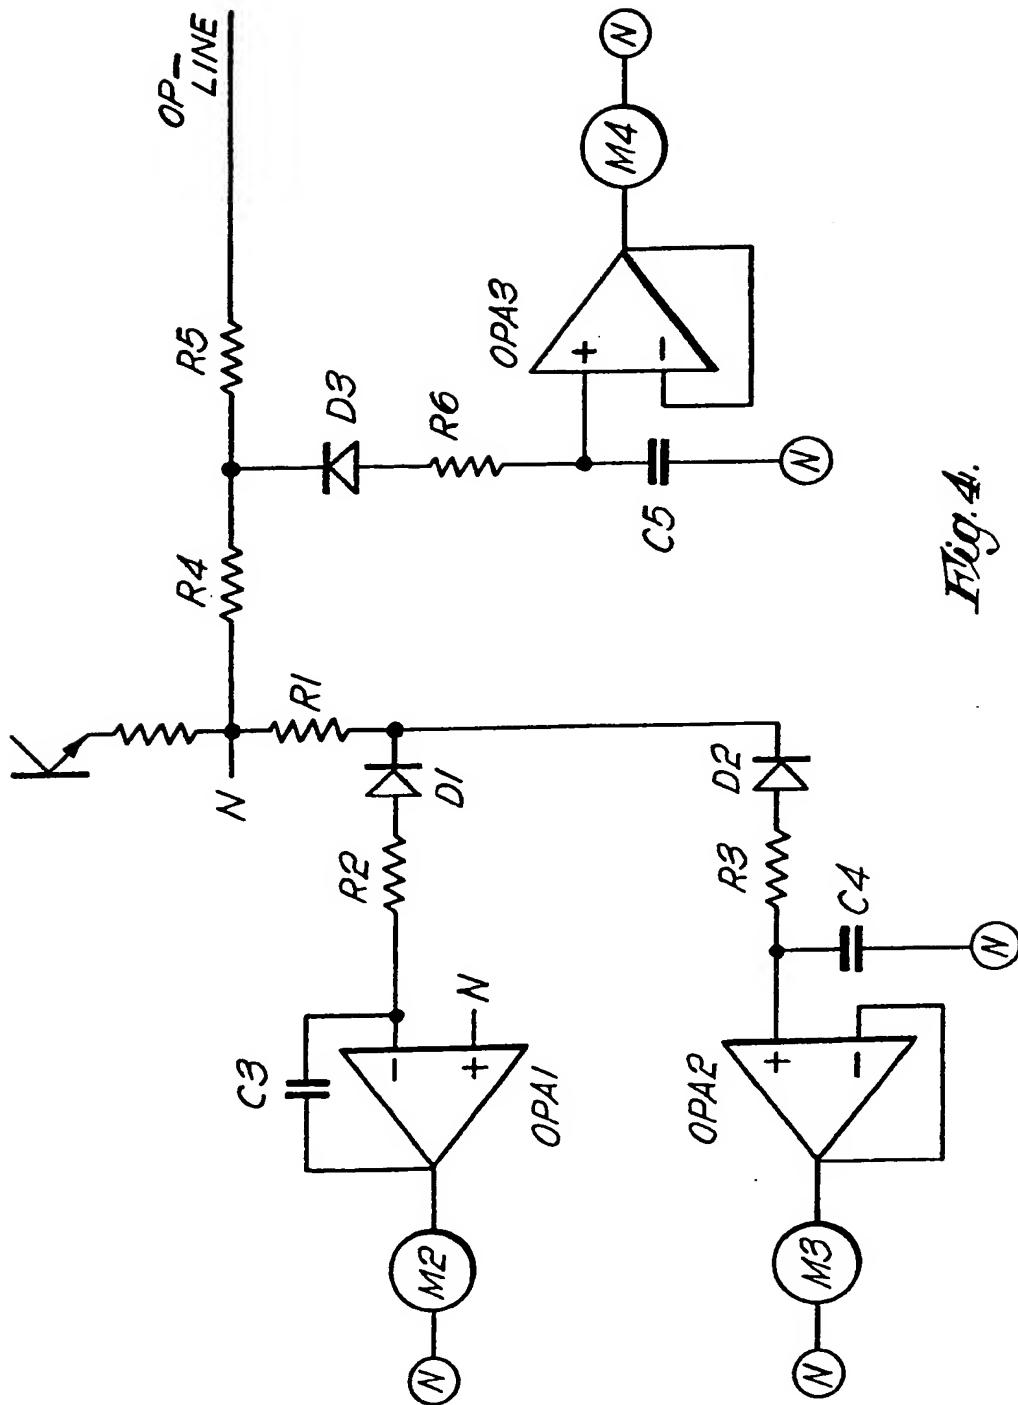 OP-
LINE
R4
R5
N
R1
C3
R2
D1
M2
N
-
+
N
OPA1
D3
R6
OPA3
+
-
M4
N
C5
N
OPA2
R3
D2
+
-
M3
N
C4
N
Fig. 4.